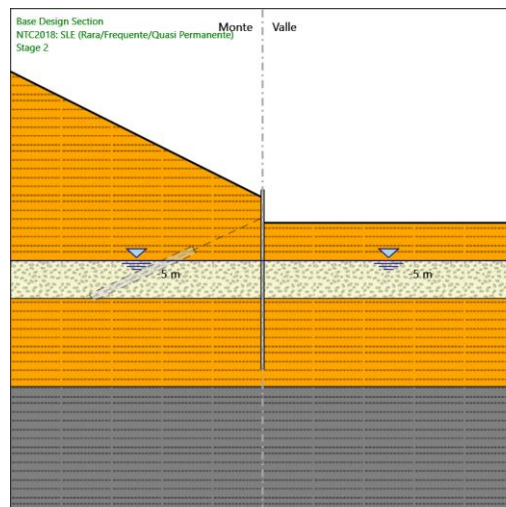 Base Design Section
NTC2018: SLE (Rara/Frequente/Quasi Permanente)
Stage 2
Monte Valle
-5 m
-5 m